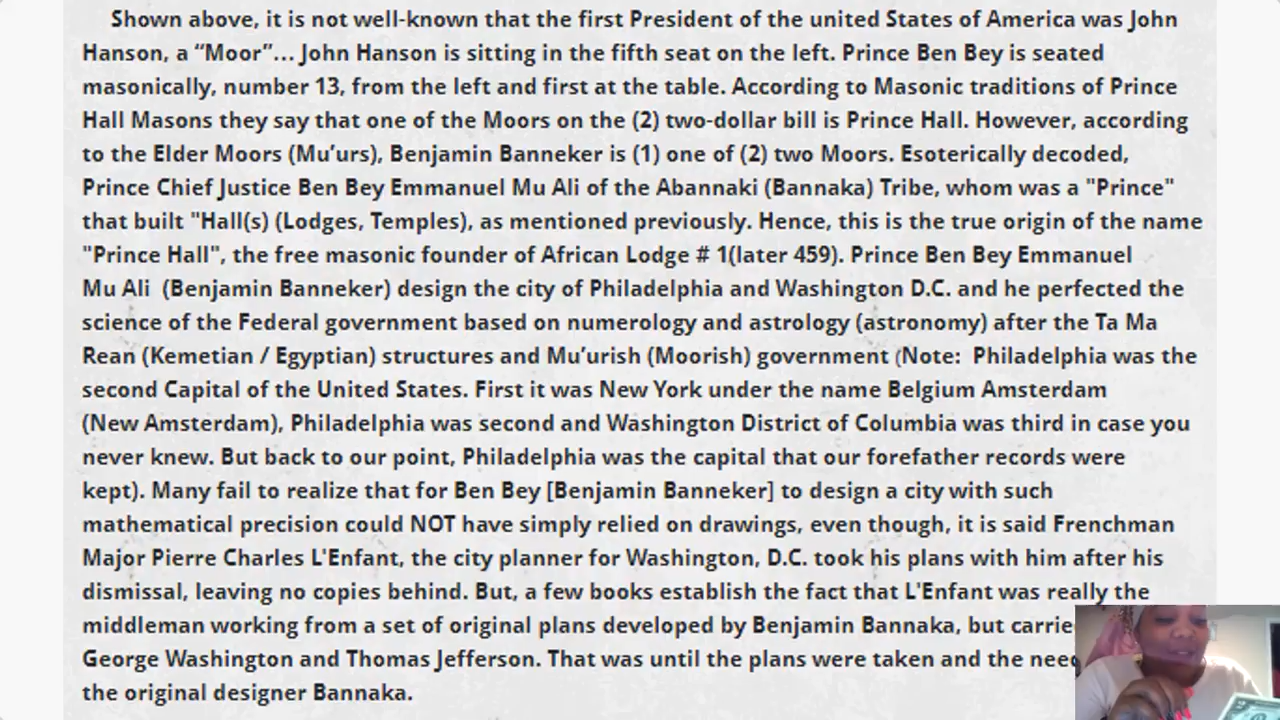 Shown above, it is not well-known that the first President of the united States of America was John
Hanson, a “Moor”... John Hanson is sitting in the fifth seat on the left. Prince Ben Bey is seated
masonically, number 13, from the left and first at the table. According to Masonic traditions of Prince
Hall Masons they say that one of the Moors on the (2) two-dollar bill is Prince Hall. However, according
to the Elder Moors (Mu’urs), Benjamin Banneker is (1) one of (2) two Moors. Esoterically decoded,
Prince Chief Justice Ben Bey Emmanuel Mu Ali of the Abannaki (Bannaka) Tribe, whom was a "Prince"
that built "Hall(s) (Lodges, Temples), as mentioned previously. Hence, this is the true origin of the name
"Prince Hall", the free masonic founder of African Lodge # 1(later 459). Prince Ben Bey Emmanuel
Mu Ali (Benjamin Banneker) design the city of Philadelphia and Washington D.C. and he perfected the
science of the Federal government based on numerology and astrology (astronomy) after the Ta Ma
Rean (Kemetian / Egyptian) structures and Mu’urish (Moorish) government (Note: Philadelphia was the
second Capital of the United States. First it was New York under the name Belgium Amsterdam
(New Amsterdam), Philadelphia was second and Washington District of Columbia was third in case you
never knew. But back to our point, Philadelphia was the capital that our forefather records were
kept). Many fail to realize that for Ben Bey [Benjamin Banneker] to design a city with such
mathematical precision could NOT have simply relied on drawings, even though, it is said Frenchman
Major Pierre Charles L'Enfant, the city planner for Washington, D.C. took his plans with him after his
dismissal, leaving no copies behind. But, a few books establish the fact that L'Enfant was really the
middleman working from a set of original plans developed by Benjamin Bannaka, but
George Washington and Thomas Jefferson. That was until the plans were taken and the
the original designer Bannaka.